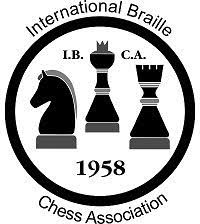 International Braille
I.B. C.A.
1958
Chess Association